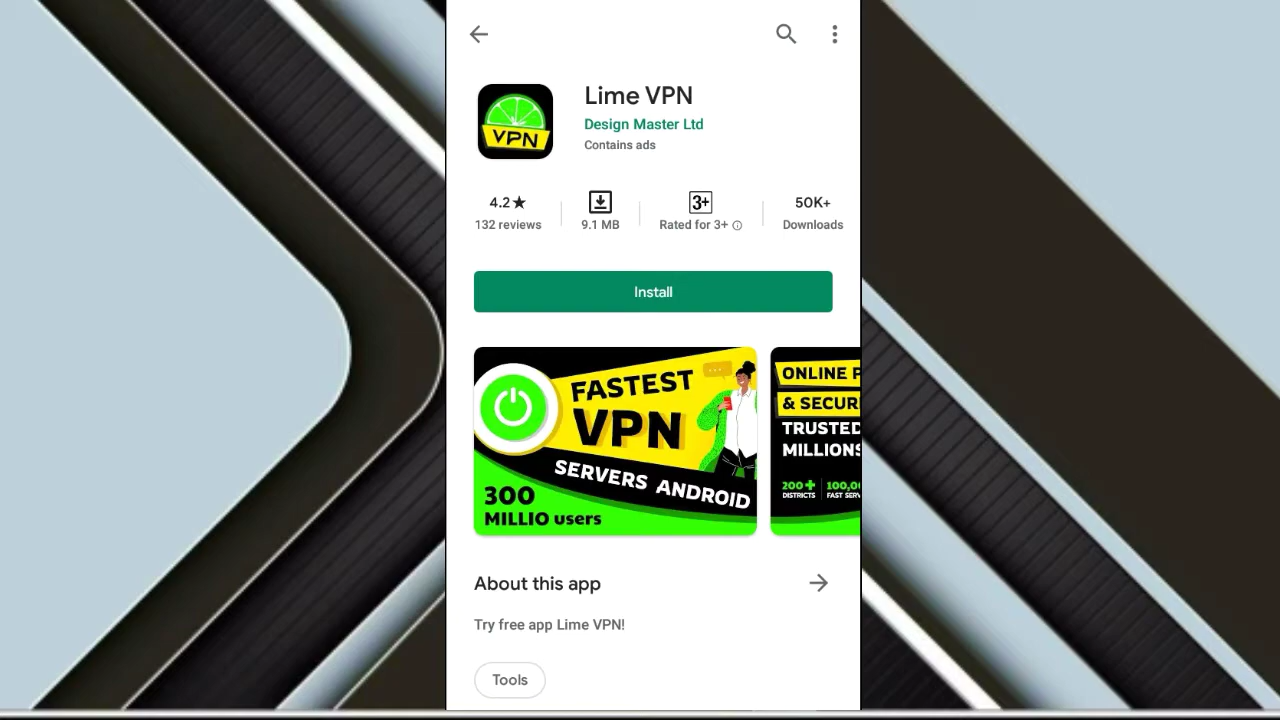 Lime VPN
Design Master Ltd
Contains ads
VPN
4.2★
132 reviews
9.1 MB
3+
Rated for 3+
50K+
Downloads
Install
FASTEST
VPN
SERVERS ANDROID
300
MILLIO users
ONLINE P
& SECUR
TRUSTED
MILLIONS
200+
DISTRICTS
100,0
FAST SERV
About this app
Try free app Lime VPN!
Tools